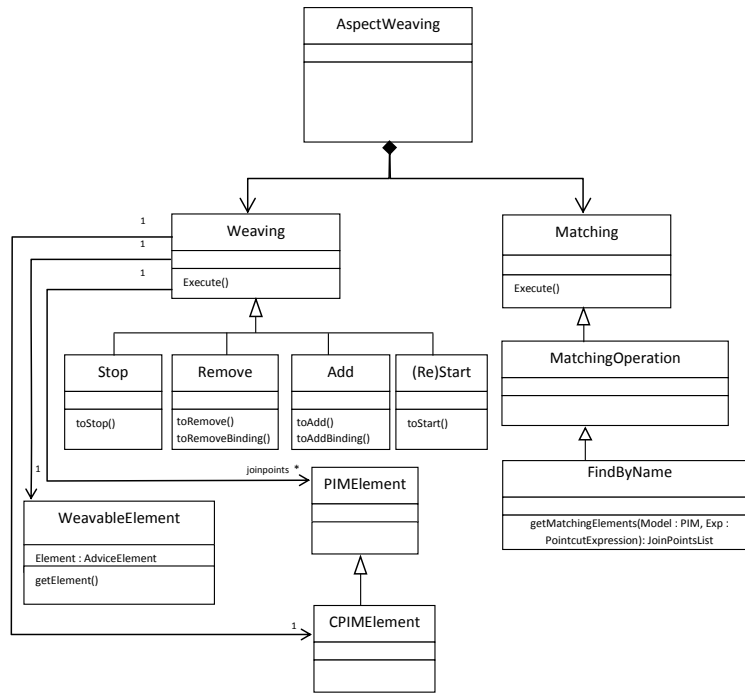 AspectWeaving
1
Weaving
1
1
Execute()
Matching
Execute()
Stop
toStop()
Remove
toRemove()
toRemoveBinding()
Add
toAdd()
toAddBinding()
(Re)Start
toStart()
MatchingOperation
1
joinpoints *
WeavableElement
Element : AdviceElement
getElement()
PIMElement
FindByName
getMatchingElements(Model : PIM, Exp :
PointcutExpression): JoinPointsList
1
CPIMElement